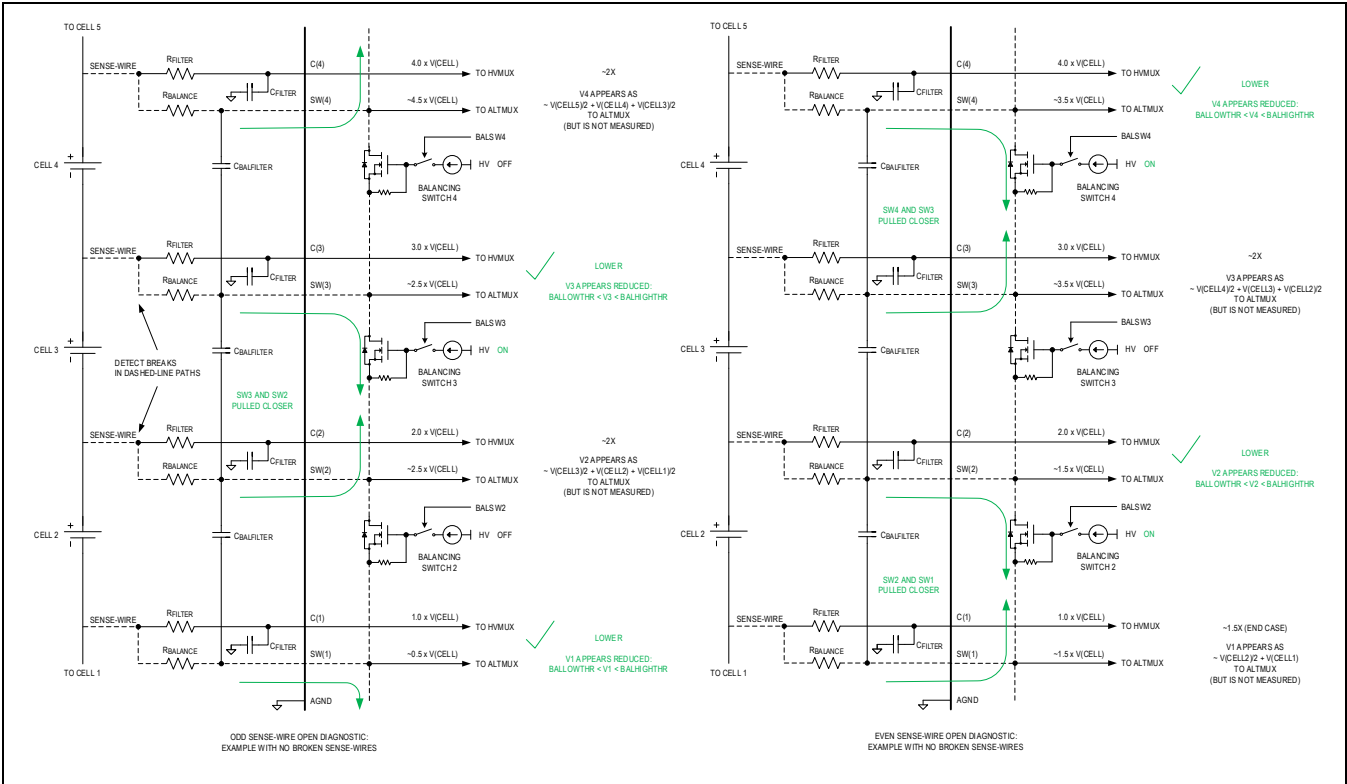 TO CELL 5
SENSE-WIRE
RFILTER
C(4)
4.0 x V(CELL)
TO HVMUX
CFILTER
RBALANCE
SW(4)
~4.5 x V(CELL)
TO ALTMUX
~2X
V4 APPEARS AS
~ V(CELL5)/2 + V(CELL4) + V(CELL3)/2
TO ALTMUX
(BUT IS NOT MEASURED)
BALSW4
CELL 4
+
CBALFILTER
HV OFF
BALANCING
SWITCH 4
SENSE-WIRE
RFILTER
C(3)
3.0 x V(CELL)
TO HVMUX
CFILTER
RBALANCE
SW(3)
~2.5 x V(CELL)
TO ALTMUX
LOWER
V3 APPEARS REDUCED:
BALLOWTHR < V3 < BALHIGHTHR
BALSW3
CELL 3
+
DETECT BREAKS
IN DASHED-LINE PATHS
CBALFILTER
HV ON
BALANCING
SWITCH 3
SW3 AND SW2
PULLED CLOSER
SENSE-WIRE
RFILTER
C(2)
2.0 x V(CELL)
TO HVMUX
CFILTER
RBALANCE
SW(2)
~2.5 x V(CELL)
TO ALTMUX
~2X
V2 APPEARS AS
~ V(CELL3)/2 + V(CELL2) + V(CELL1)/2
TO ALTMUX
(BUT IS NOT MEASURED)
BALSW2
CELL 2
+
CBALFILTER
HV OFF
BALANCING
SWITCH 2
SENSE-WIRE
RFILTER
C(1)
1.0 x V(CELL)
TO HVMUX
CFILTER
RBALANCE
SW(1)
~0.5 x V(CELL)
TO ALTMUX
LOWER
V1 APPEARS REDUCED:
BALLOWTHR < V1 < BALHIGHTHR
TO CELL 1
AGND
ODD SENSE-WIRE OPEN DIAGNOSTIC:
EXAMPLE WITH NO BROKEN SENSE-WIRES
TO CELL 5
SENSE-WIRE
RFILTER
C(4)
4.0 x V(CELL)
TO HVMUX
CFILTER
RBALANCE
SW(4)
~3.5 x V(CELL)
TO ALTMUX
LOWER
V4 APPEARS REDUCED:
BALLOWTHR < V4 < BALHIGHTHR
BALSW4
CELL 4
+
CBALFILTER
HV ON
BALANCING
SWITCH 4
SW4 AND SW3
PULLED CLOSER
SENSE-WIRE
RFILTER
C(3)
3.0 x V(CELL)
TO HVMUX
CFILTER
RBALANCE
SW(3)
~3.5 x V(CELL)
TO ALTMUX
~2X
V3 APPEARS AS
~ V(CELL4)/2 + V(CELL3) + V(CELL2)/2
TO ALTMUX
(BUT IS NOT MEASURED)
BALSW3
CELL 3
+
CBALFILTER
HV OFF
BALANCING
SWITCH 3
SENSE-WIRE
RFILTER
C(2)
2.0 x V(CELL)
TO HVMUX
CFILTER
RBALANCE
SW(2)
~1.5 x V(CELL)
TO ALTMUX
LOWER
V2 APPEARS REDUCED:
BALLOWTHR < V2 < BALHIGHTHR
BALSW2
CELL 2
+
CBALFILTER
HV ON
BALANCING
SWITCH 2
SW2 AND SW1
PULLED CLOSER
SENSE-WIRE
RFILTER
C(1)
1.0 x V(CELL)
TO HVMUX
CFILTER
RBALANCE
SW(1)
~1.5 x V(CELL)
TO ALTMUX
~1.5X (END CASE)
V1 APPEARS AS
~ V(CELL2)/2 + V(CELL1)
TO ALTMUX
(BUT IS NOT MEASURED)
TO CELL 1
AGND
EVEN SENSE-WIRE OPEN DIAGNOSTIC:
EXAMPLE WITH NO BROKEN SENSE-WIRES